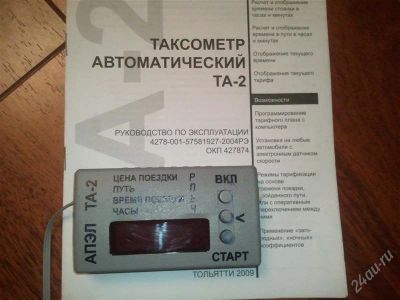 ТАКСОМЕТР
АВТОМАТИЧЕСКИЙ
ТА-2
РУКОВОДСТВО ПО ЭКСПЛУАТАЦИИ
4278-001-57581927-2004РЭ
ОКП 427874
ТОЛЬЯТТИ 2009
Расчет и отображение
времени стоянки в
часах и минутах
Расчет и отображение
времени в пути в часах
и минутах
Отображение текущего
времени
Отображение текущего
тарифа
Возможности
Программирование
тарифного плана с
компьютера
Установка на любые
автомобили с
электронным датчиком
скорости
Режимы тарификации
на основе
времени поездки,
пройденного пути.
Или с оперативным
переключением между
ними
Применение
коэффициентов
АПЭЛ ТА-2
ЦЕНА ПОЕЗДКИ Р
ПУТЬ П
ВРЕМЯ ПОЕЗДКИ В
ЧАСЫ
ВКЛ
V
СТАРТ
24au.ru